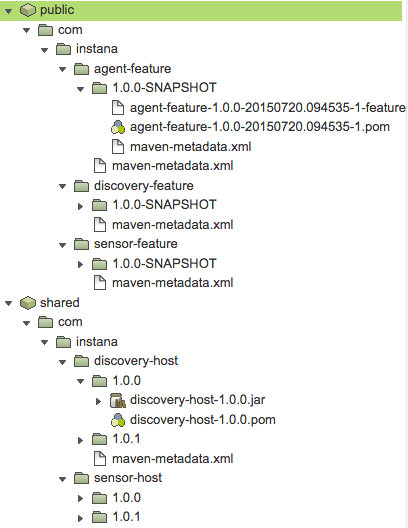 public
com
instana
agent-feature
1.0.0-SNAPSHOT
agent-feature-1.0.0-20150720.094535-1-feature
agent-feature-1.0.0-20150720.094535-1.pom
maven-metadata.xml
maven-metadata.xml
discovery-feature
1.0.0-SNAPSHOT
maven-metadata.xml
sensor-feature
1.0.0-SNAPSHOT
maven-metadata.xml
shared
com
instana
discovery-host
1.0.0
discovery-host-1.0.0.jar
discovery-host-1.0.0.pom
1.0.1
maven-metadata.xml
sensor-host
1.0.0
1.0.1